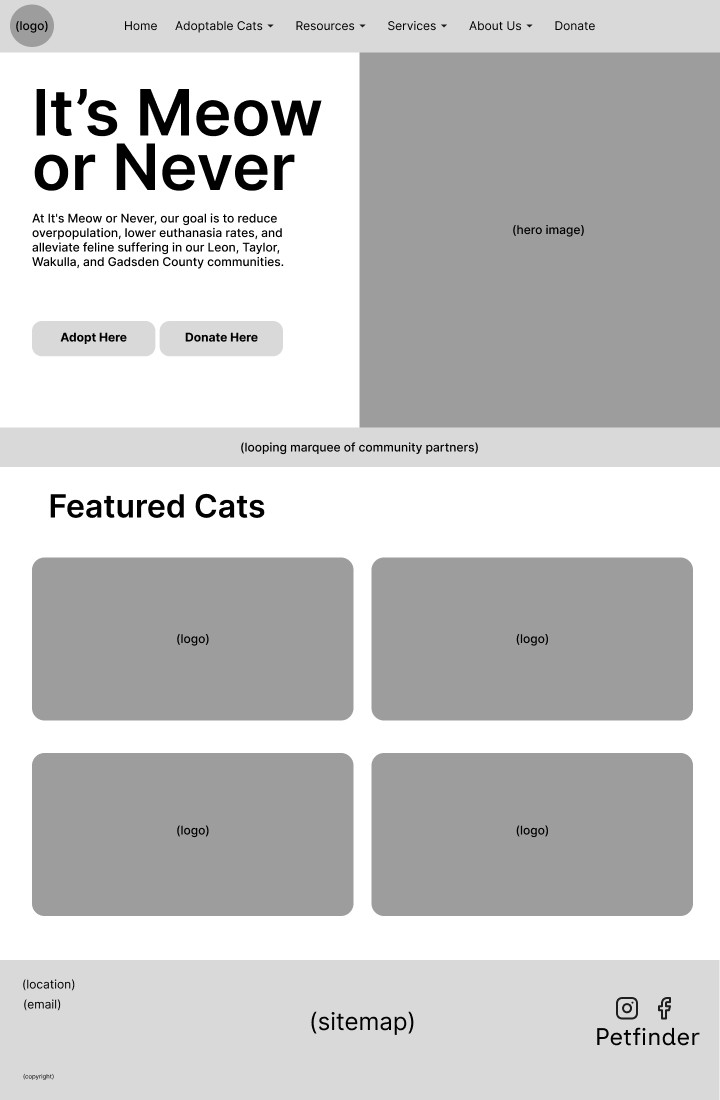 (logo)
Home Adoptable Cats Resources Services About Us Donate
It’s Meow
or Never
At It's Meow or Never, our goal is to reduce
overpopulation, lower euthanasia rates, and
alleviate feline suffering in our Leon, Taylor,
Wakulla, and Gadsden County communities.
Adopt Here Donate Here
(hero image)
(looping marquee of community partners)
Featured Cats
(logo) (logo)
(logo) (logo)
(location)
(email)
(copyright)
(sitemap)
Petfinder